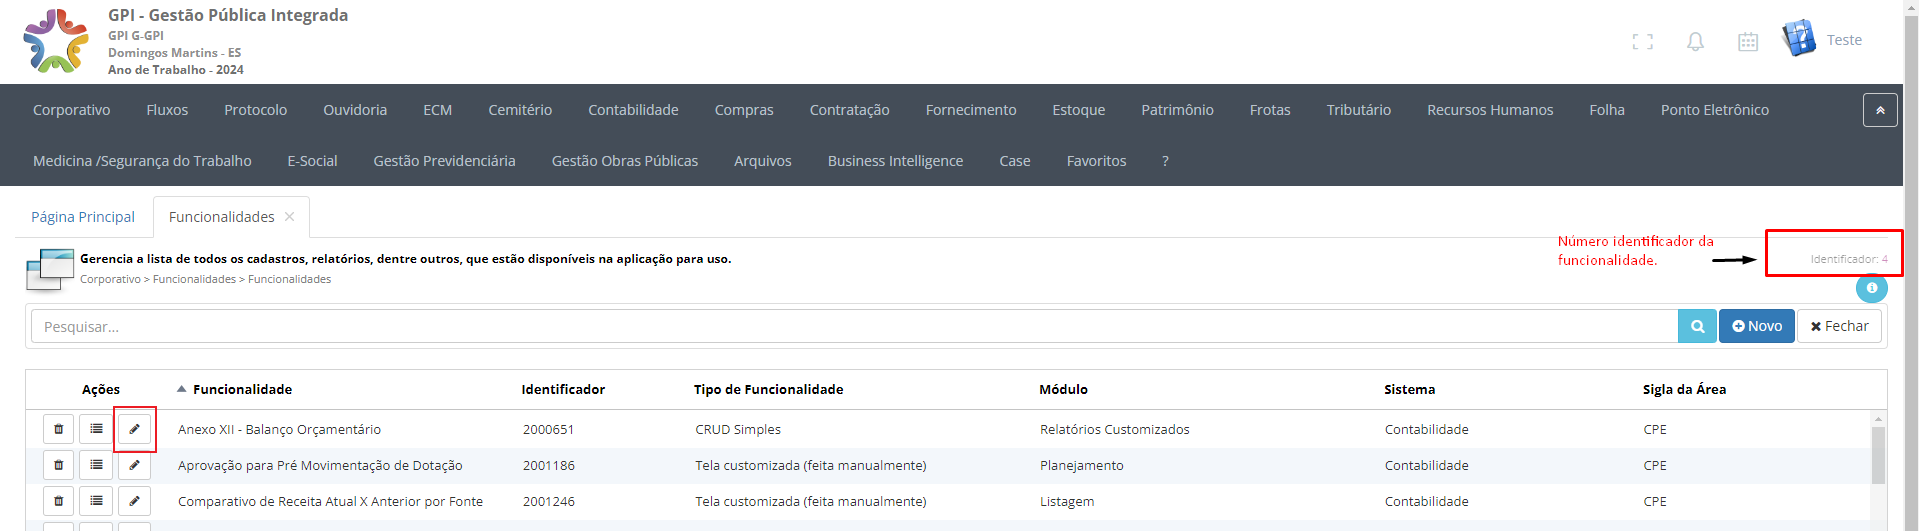 GPI - Gestão Pública Integrada
GPI G-GPI
Domingos Martins - ES
Ano de Trabalho - 2024
Teste
Corporativo Fluxos Protocolo Ouvidoria ECM Cemitério Contabilidade Compras Contratação Fornecimento Estoque Patrimônio Frotas Tributário Recursos Humanos Folha Ponto Eletrônico
Medicina /Segurança do Trabalho E-Social Gestão Previdenciária Gestão Obras Públicas Arquivos Business Intelligence Case Favoritos ?
Página Principal Funcionalidades ×
Número identificador da
funcionalidade.
Gerencia a lista de todos os cadastros, relatórios, dentre outros, que estão disponíveis na aplicação para uso.
Identificador: 4
Corporativo > Funcionalidades > Funcionalidades
Pesquisar... Novo Fechar
Ações Funcionalidade Identificador Tipo de Funcionalidade Módulo Sistema Sigla da Área
Anexo XII - Balanço Orçamentário 2000651 CRUD Simples Relatórios Customizados Contabilidade CPE
Aprovação para Pré Movimentação de Dotação 2001186 Tela customizada (feita manualmente) Planejamento Contabilidade CPE
Comparativo de Receita Atual X Anterior por Fonte 2001246 Tela customizada (feita manualmente) Listagem Contabilidade CPE